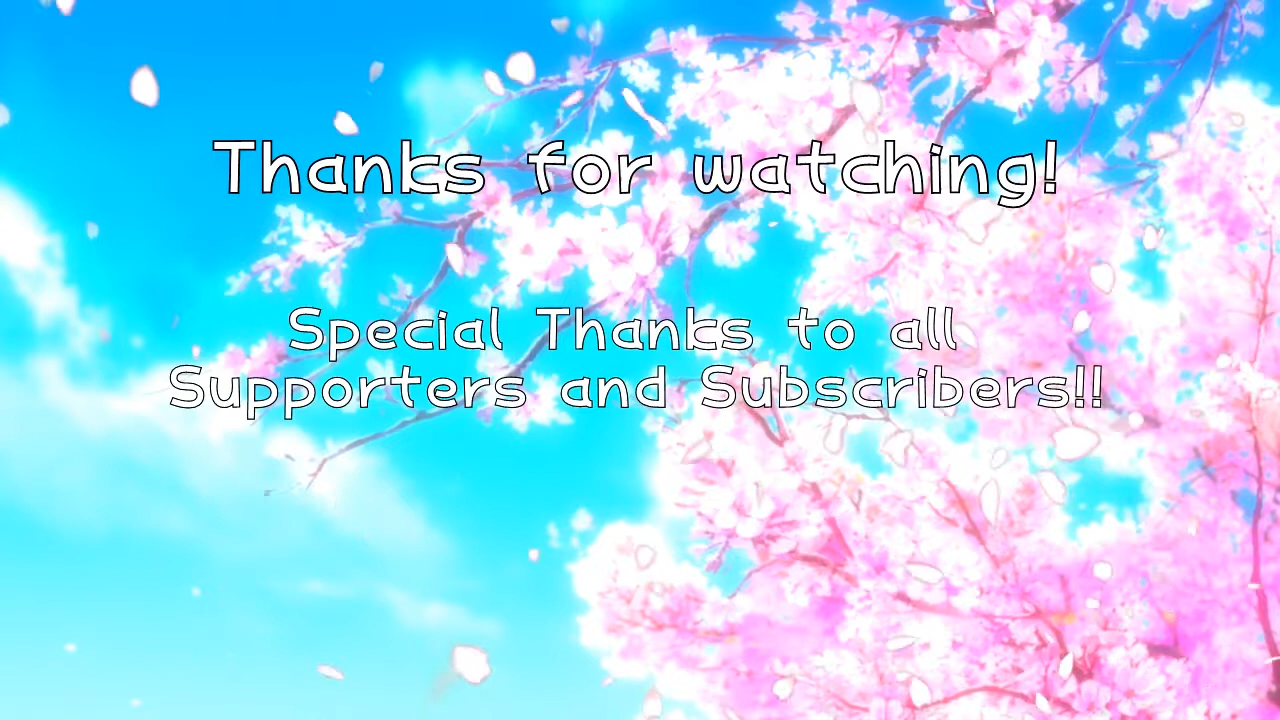 Thanks for watching!
Special Thanks to all
Supporters and Subscribers!!